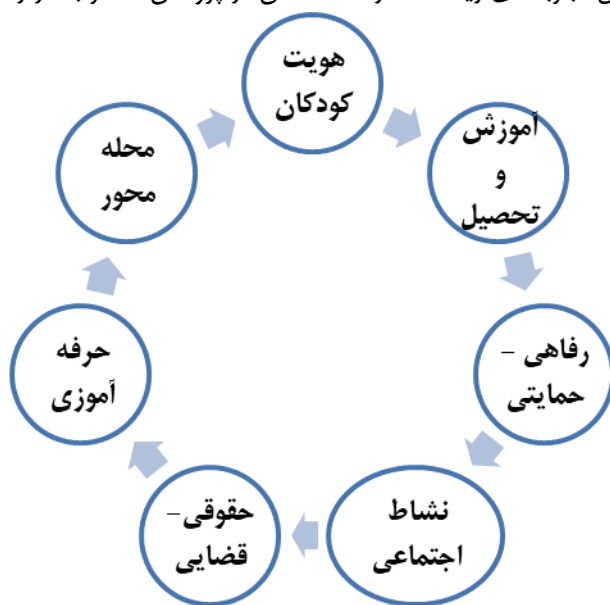 هویت
کودکان
آموزش
و
تحصیل
رفاهی –
حمایتی
نشاط
اجتماعی
حقوقی–
قضایی
حرفه
آموزی
محله
محور